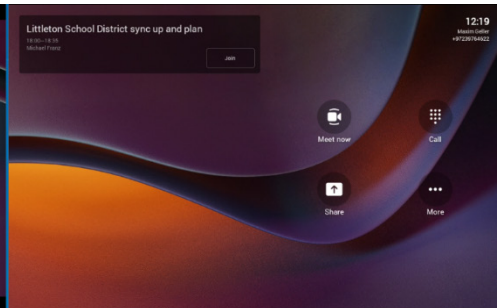 Littleton School District sync up and plan
18:00–18:35
Michael Franz
Join
12:19
Maxim Geller
+97235764622
Meet now
Call
Share
More